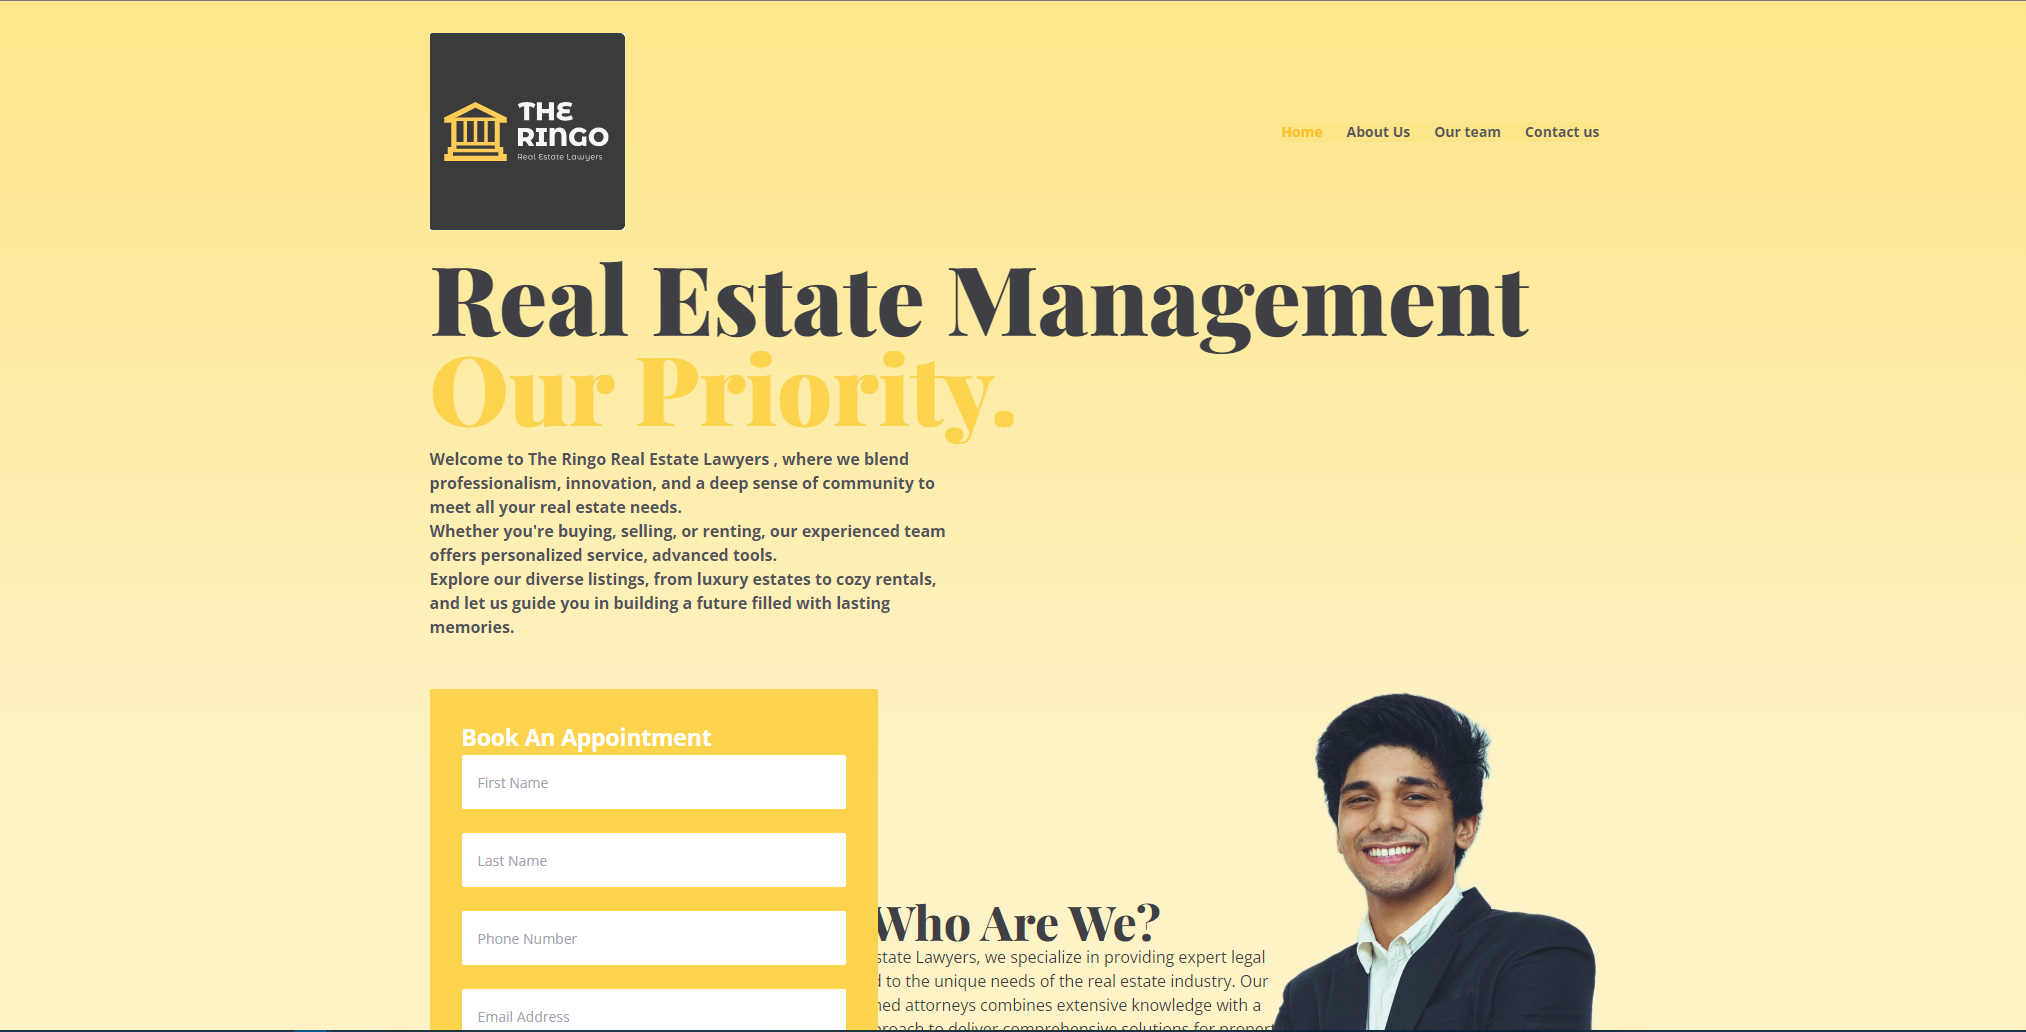 THE
RINGO
Real Estate Lawyers
Home About Us Our team Contact us
Real Estate Management
Our Priority.
Welcome to The Ringo Real Estate Lawyers , where we blend
professionalism, innovation, and a deep sense of community to
meet all your real estate needs.
Whether you're buying, selling, or renting, our experienced team
offers personalized service, advanced tools.
Explore our diverse listings, from luxury estates to cozy rentals,
and let us guide you in building a future filled with lasting
memories.
Book An Appointment
First Name
Last Name
Phone Number
Email Address
Who Are We?
state Lawyers, we specialize in providing expert legal
to the unique needs of the real estate industry. Our
attorneys combines extensive knowledge with a
to deliver comprehensive solutions for